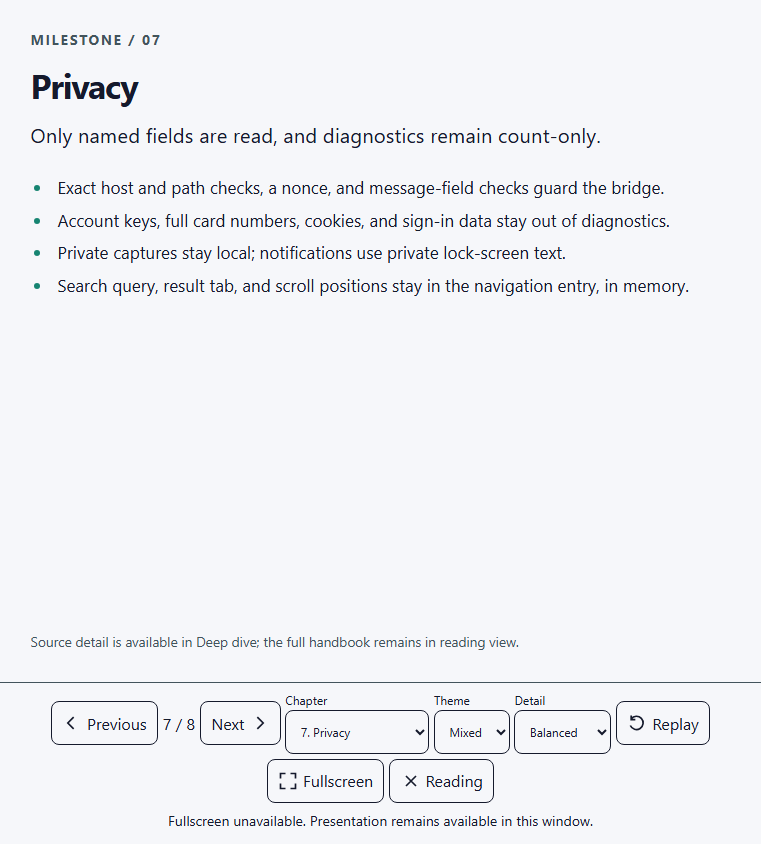 MILESTONE / 07
Privacy
Only named fields are read, and diagnostics remain count-only.
Exact host and path checks, a nonce, and message-field checks guard the bridge.
Account keys, full card numbers, cookies, and sign-in data stay out of diagnostics.
Private captures stay local; notifications use private lock-screen text.
Search query, result tab, and scroll positions stay in the navigation entry, in memory.
Source detail is available in Deep dive; the full handbook remains in reading view.
Chapter Theme Detail
Previous 7 / 8 Next 7. Privacy Mixed Balanced Replay
Fullscreen Reading
Fullscreen unavailable. Presentation remains available in this window.